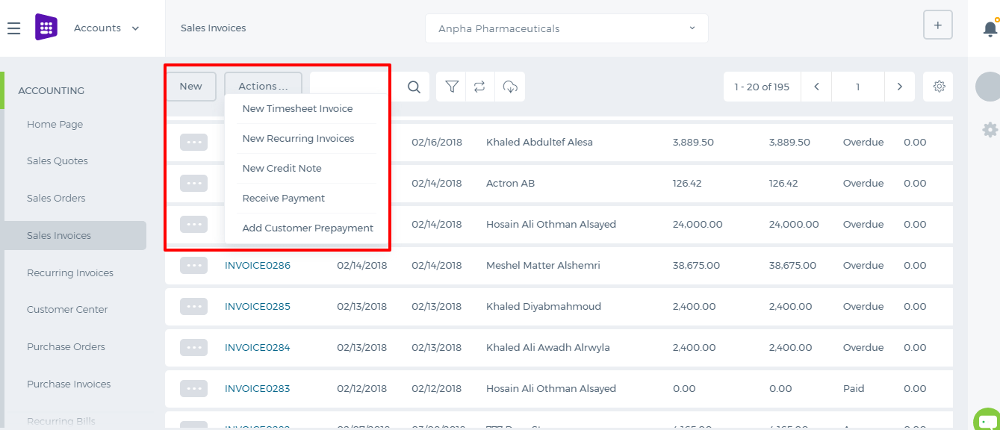 Accounts
Sales Invoices
Anpha Pharmaceuticals
+
ACCOUNTING
Home Page
Sales Quotes
Sales Orders
Sales Invoices
Recurring Invoices
Customer Center
Purchase Orders
Purchase Invoices
Recurring Bills
New
Actions ...
1 - 20 of 195
1
New Timesheet Invoice
New Recurring Invoices
New Credit Note
Receive Payment
Add Customer Prepayment
02/16/2018 Khaled Abdultef Alesa 3,889.50 3,889.50 Overdue 0.00
02/14/2018 Actron AB 126.42 126.42 Overdue 0.00
02/14/2018 Hosain Ali Othman Alsayed 24,000.00 24,000.00 Overdue 0.00
INVOICE0286 02/14/2018 02/14/2018 Meshel Matter Alshemri 38,675.00 38,675.00 Overdue 0.00
INVOICE0285 02/13/2018 02/13/2018 Khaled Diyabmahmoud 2,400.00 2,400.00 Overdue 0.00
INVOICE0284 02/13/2018 02/13/2018 Khaled Ali Awadh Alrwyla 2,400.00 2,400.00 Overdue 0.00
INVOICE0283 02/12/2018 02/12/2018 Hosain Ali Othman Alsayed 0.00 0.00 Paid 0.00